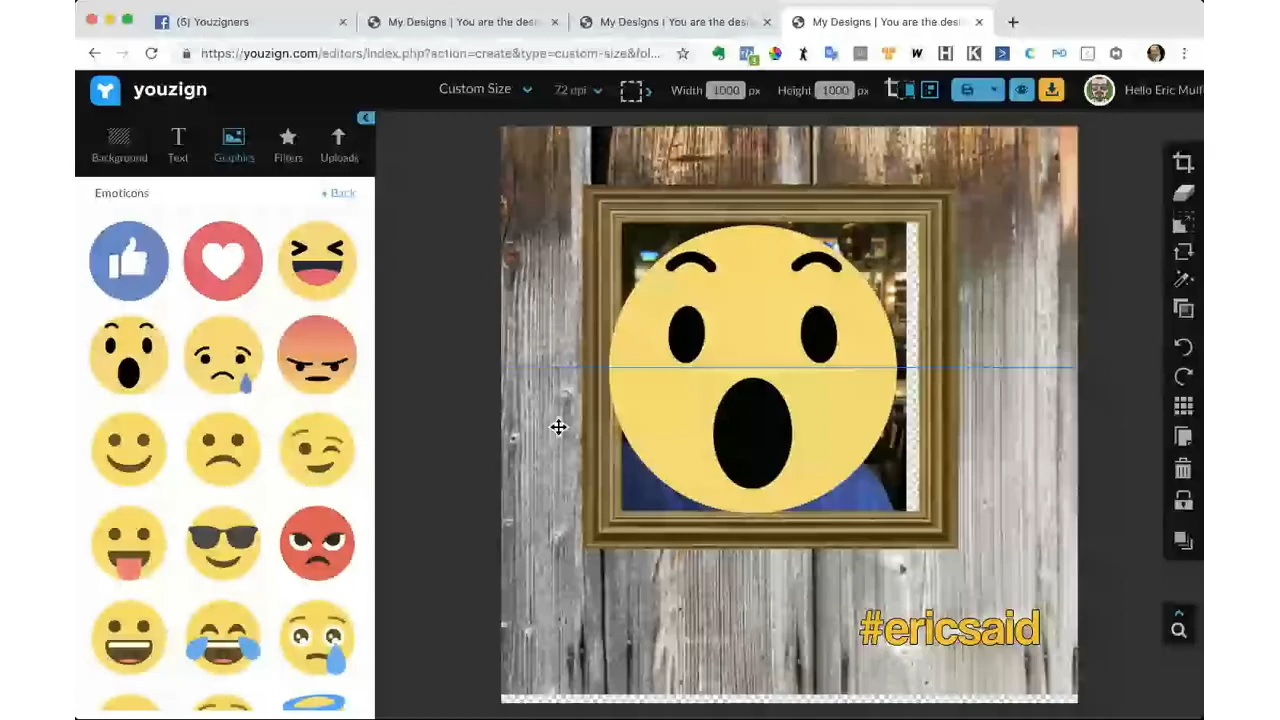 (5) Youzigners
My Designs | You are the desi
My Designs | You are the desi
My Designs | You are the desi
https://youzign.com/editors/index.php?action=create&type=custom-size&fol...
youzign
Custom Size
72 dpi
Width 1000 px
Height 1000 px
Hello Eric Mulf
Background
Text
Graphics
Filters
Uploads
Emoticons
Back
#ericsaid